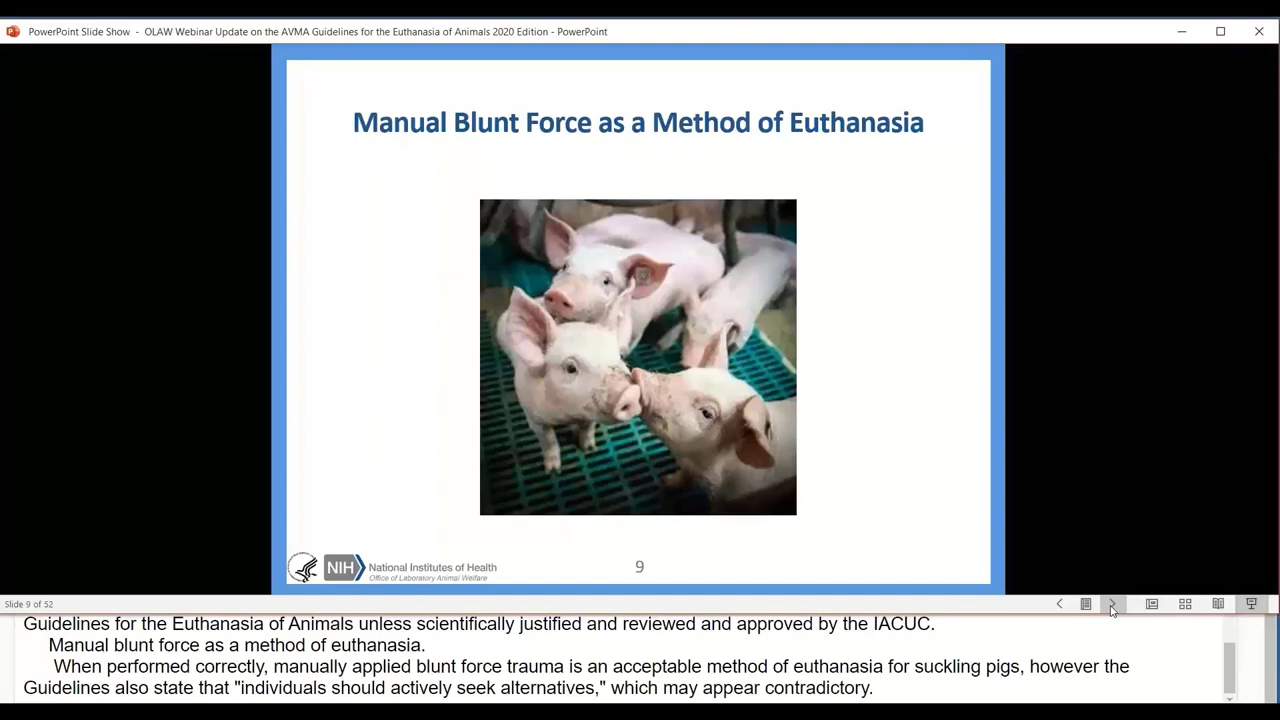 PowerPoint Slide Show - OLAW Webinar Update on the AVMA Guidelines for the Euthanasia of Animals 2020 Edition - PowerPoint
Manual Blunt Force as a Method of Euthanasia
NIH National Institutes of Health
Office of Laboratory Animal Welfare
9
Slide 9 of 52
Guidelines for the Euthanasia of Animals unless scientifically justified and reviewed and approved by the IACUC.
Manual blunt force as a method of euthanasia.
When performed correctly, manually applied blunt force trauma is an acceptable method of euthanasia for suckling pigs, however the
Guidelines also state that "individuals should actively seek alternatives," which may appear contradictory.